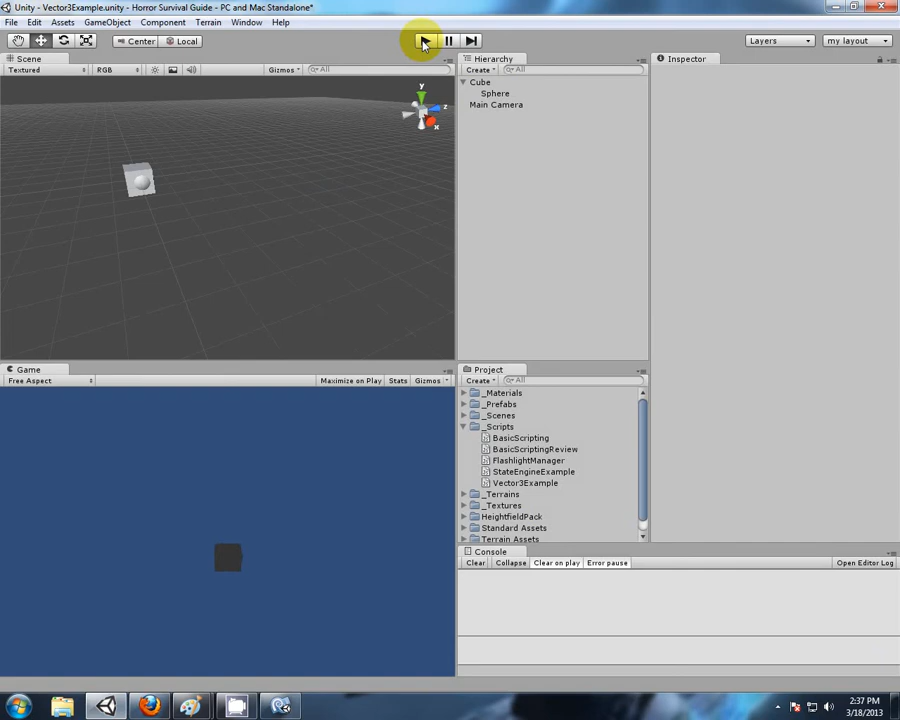 Unity - Vector3Example.unity - Horror Survival Guide - PC and Mac Standalone*
File Edit Assets GameObject Component Terrain Window Help
Center Local Layers my layout
Scene
Textured RGB Gizmos All
y
z
x
Hierarchy
Create All
Cube
Sphere
Main Camera
Inspector
Game
Free Aspect Maximize on Play Stats Gizmos
Project
Create All
_Materials
_Prefabs
_Scenes
_Scripts
BasicScripting
BasicScriptingReview
FlashlightManager
StateEngineExample
Vector3Example
_Terrains
_Textures
HeightfieldPack
Standard Assets
Terrain Assets
Console
Clear Collapse Clear on play Error pause Open Editor Log
2:37 PM
3/18/2013